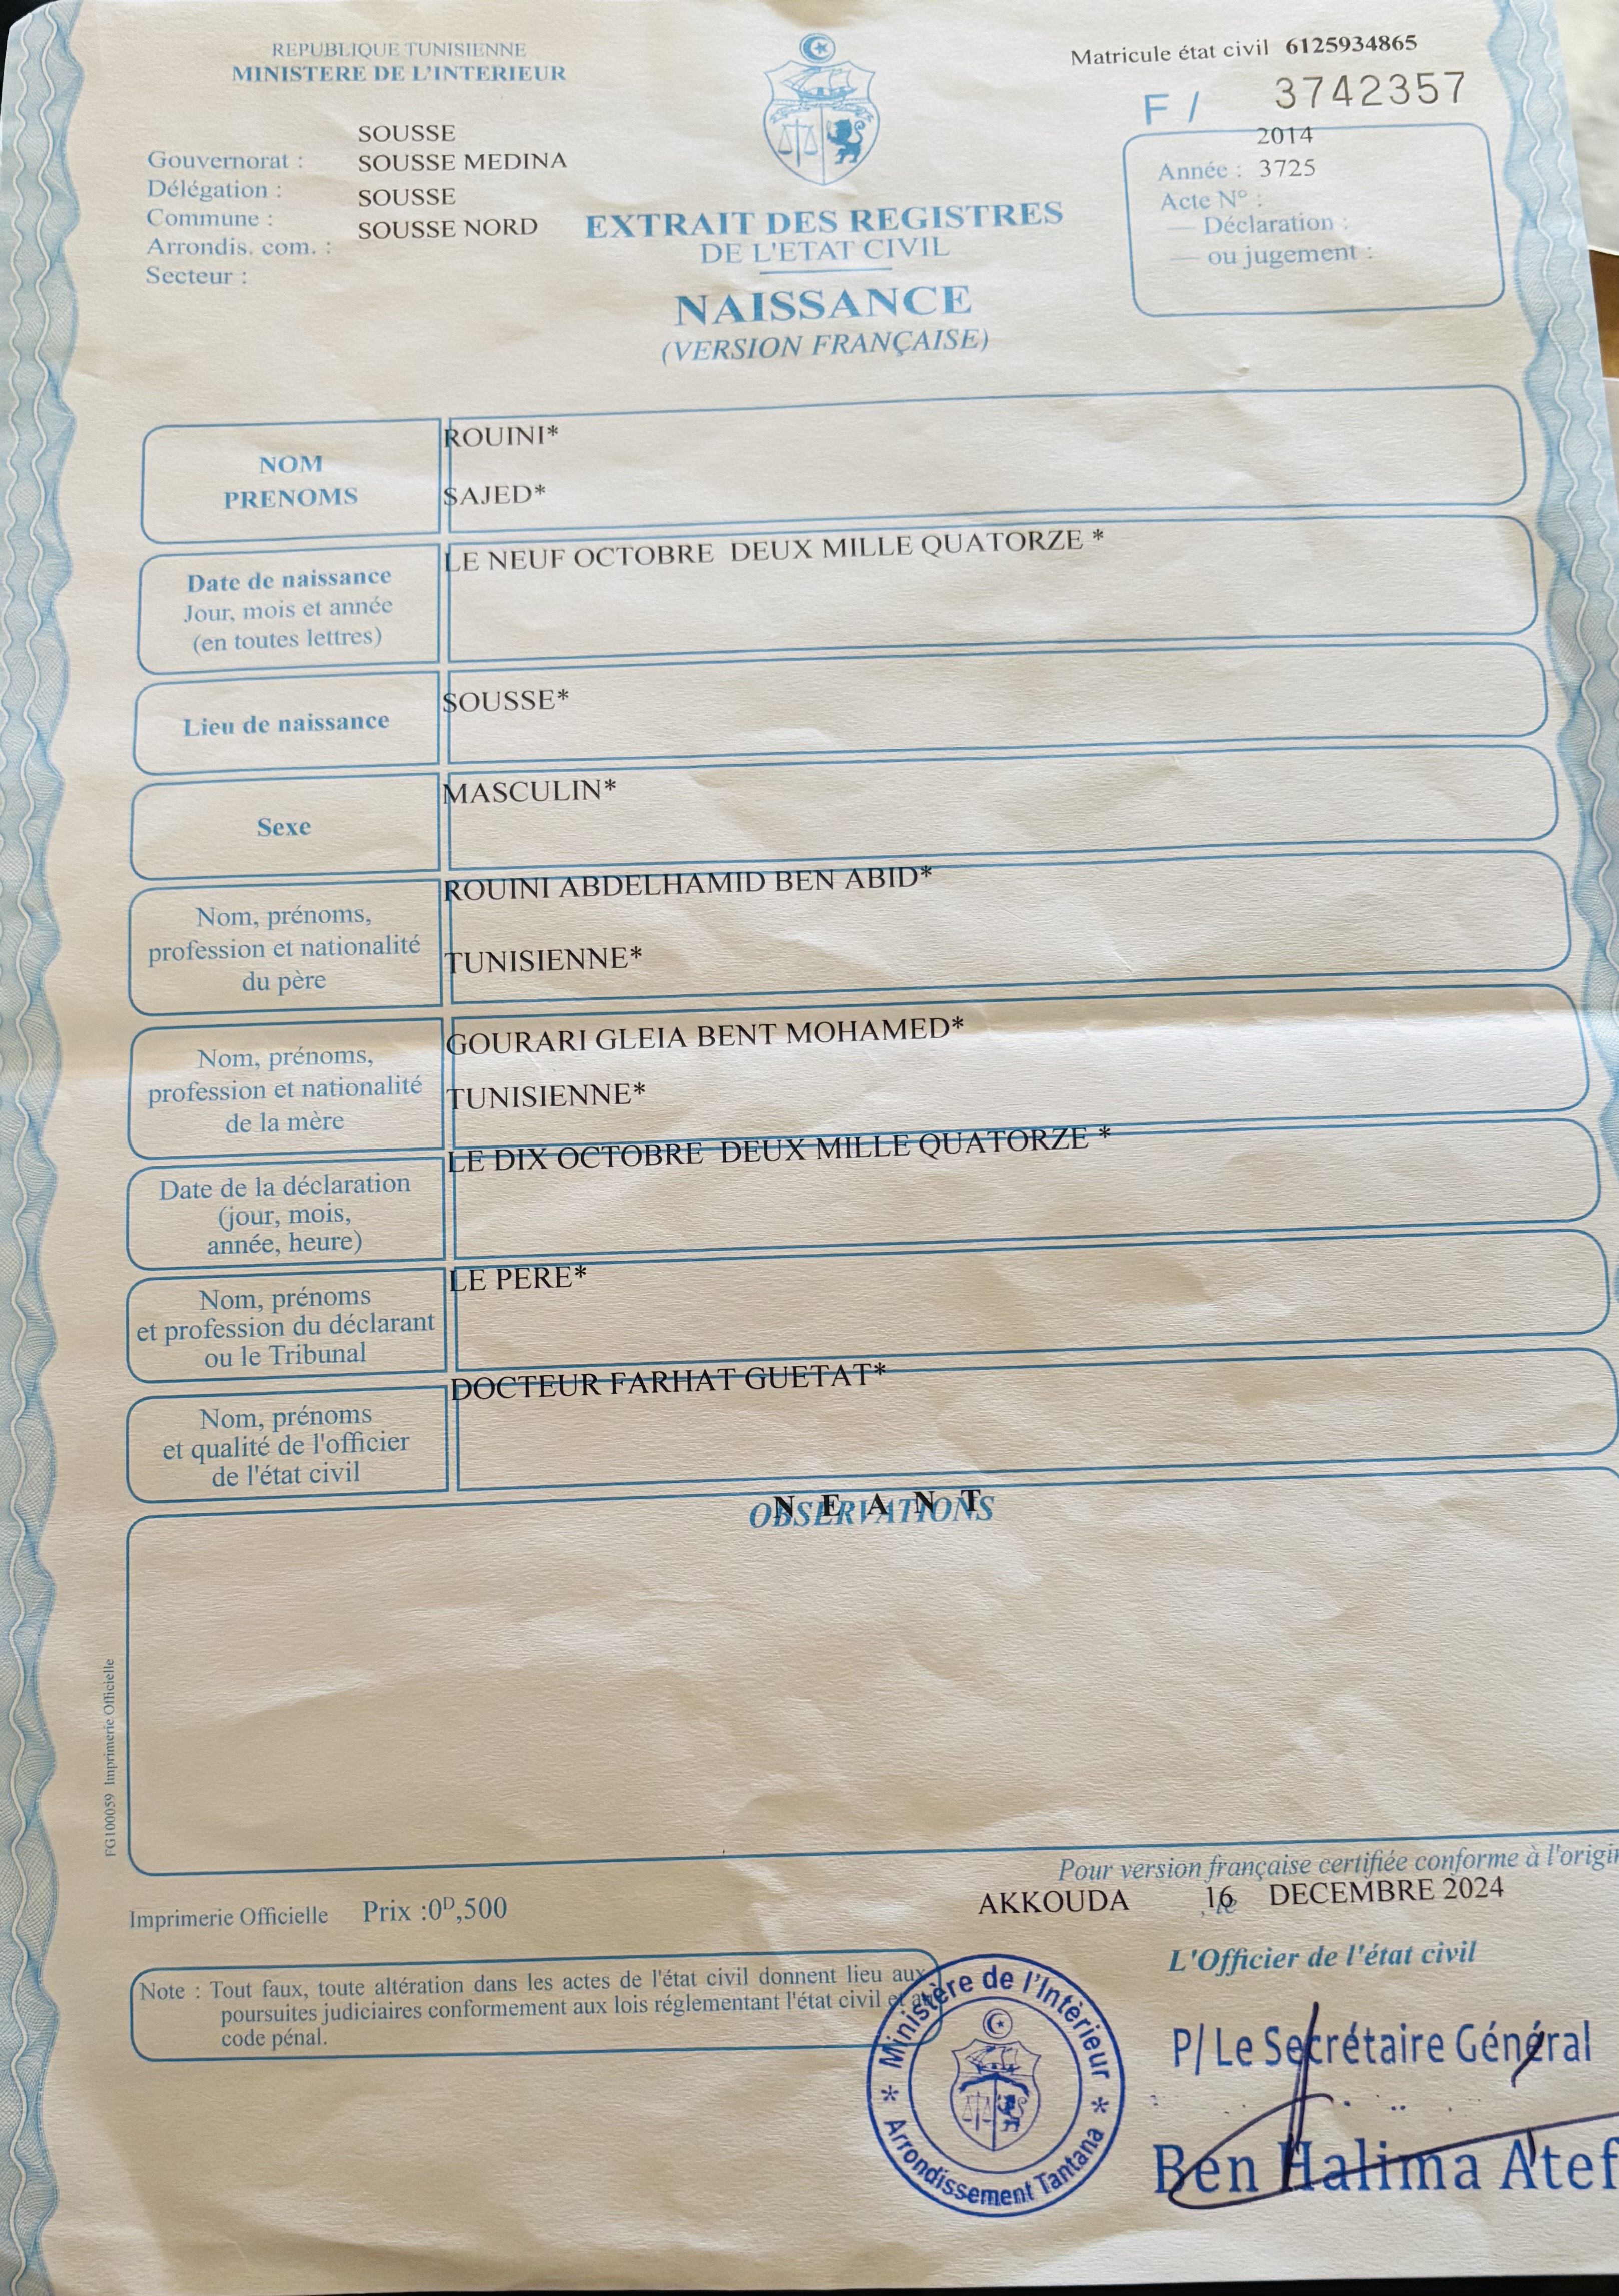 REPUBLIQUE TUNISIENNE
MINISTERE DE L'INTERIEUR
Matricule état civil 6125934865
F / 3742357
SOUSSE
Gouvernorat : SOUSSE MEDINA
Délégation : SOUSSE
Commune : SOUSSE NORD
Arrondis. com. :
Secteur :
2014
Année : 3725
Acte N° :
— Déclaration :
— ou jugement :
EXTRAIT DES REGISTRES
DE L'ETAT CIVIL
NAISSANCE
(VERSION FRANÇAISE)
NOM
PRENOMS
ROUINI*
SAJED*
Date de naissance
Jour, mois et année
(en toutes lettres)
LE NEUF OCTOBRE DEUX MILLE QUATORZE *
Lieu de naissance
SOUSSE*
Sexe
MASCULIN*
Nom, prénoms,
profession et nationalité
du père
ROUINI ABDELHAMID BEN ABID*
TUNISIENNE*
Nom, prénoms,
profession et nationalité
de la mère
GOURARI GLEIA BENT MOHAMED*
TUNISIENNE*
Date de la déclaration
(jour, mois,
année, heure)
LE DIX OCTOBRE DEUX MILLE QUATORZE *
Nom, prénoms
et profession du déclarant
ou le Tribunal
LE PERE*
Nom, prénoms
et qualité de l'officier
de l'état civil
DOCTEUR FARHAT GUETAT*
N E A N T
OBSERVATIONS
FG100059 Imprimerie Officielle
Pour version française certifiée conforme à l'origin
AKKOUDA , le 16 DECEMBRE 2024
Imprimerie Officielle Prix :0D,500
L'Officier de l'état civil
Note : Tout faux, toute altération dans les actes de l'état civil donnent lieu aux
poursuites judiciaires conformement aux lois réglementant l'état civil et au
code pénal.
Ministère de l'Intèrieur
* Arrondissement Tantana *
P/ Le Secrétaire Général
Ben Halima Atef